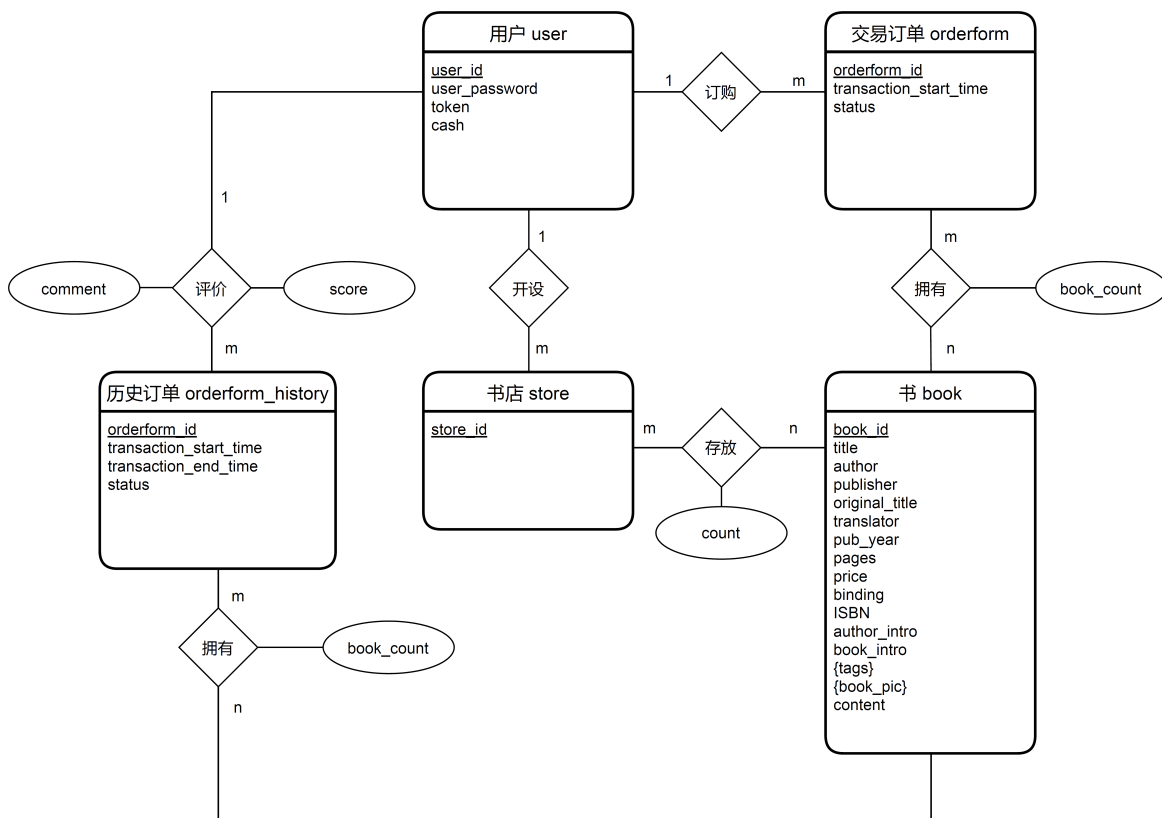 用户 user
user_id
user_password
token
cash
1
订购
m
交易订单 orderform
orderform_id
transaction_start_time
status
1
comment
评价
score
m
1
开设
m
m
拥有
book_count
n
历史订单 orderform_history
orderform_id
transaction_start_time
transaction_end_time
status
书店 store
store_id
m
存放
n
count
书 book
book_id
title
author
publisher
original_title
translator
pub_year
pages
price
binding
ISBN
author_intro
book_intro
{tags}
{book_pic}
content
m
拥有
book_count
n